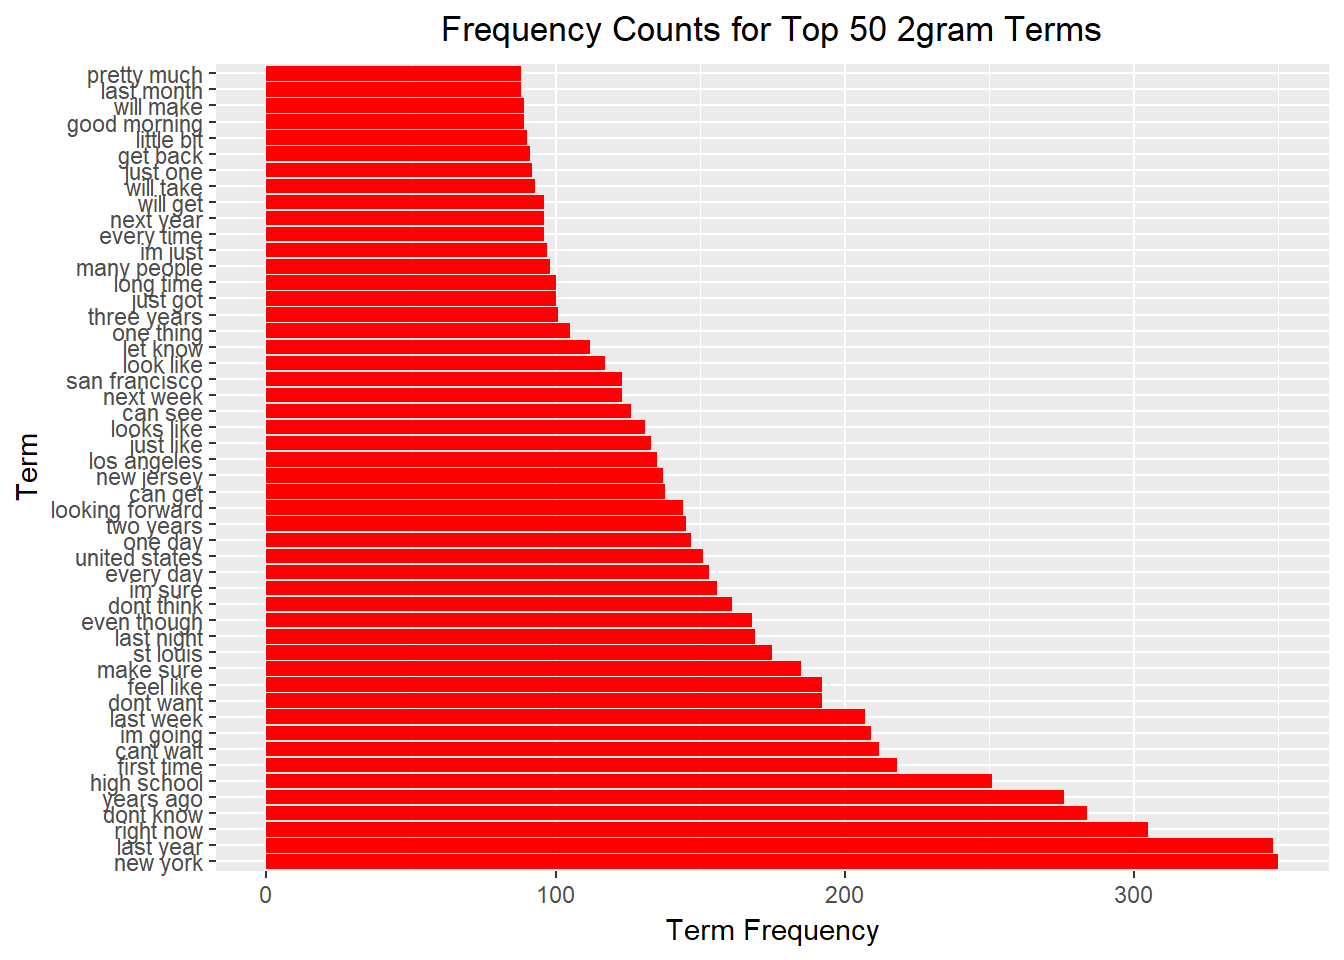 Frequency Counts for Top 50 2gram Terms
Term
pretty much
last month
will make
good morning
little bit
get back
just one
will take
will get
next year
every time
im just
many people
long time
just got
three years
one thing
let know
look like
san francisco
next week
can see
looks like
just like
los angeles
new jersey
can get
looking forward
two years
one day
united states
every day
im sure
dont think
even though
last night
st louis
make sure
feel like
dont want
last week
im going
cant wait
first time
high school
years ago
dont know
right now
last year
new york
0 100 200 300
Term Frequency